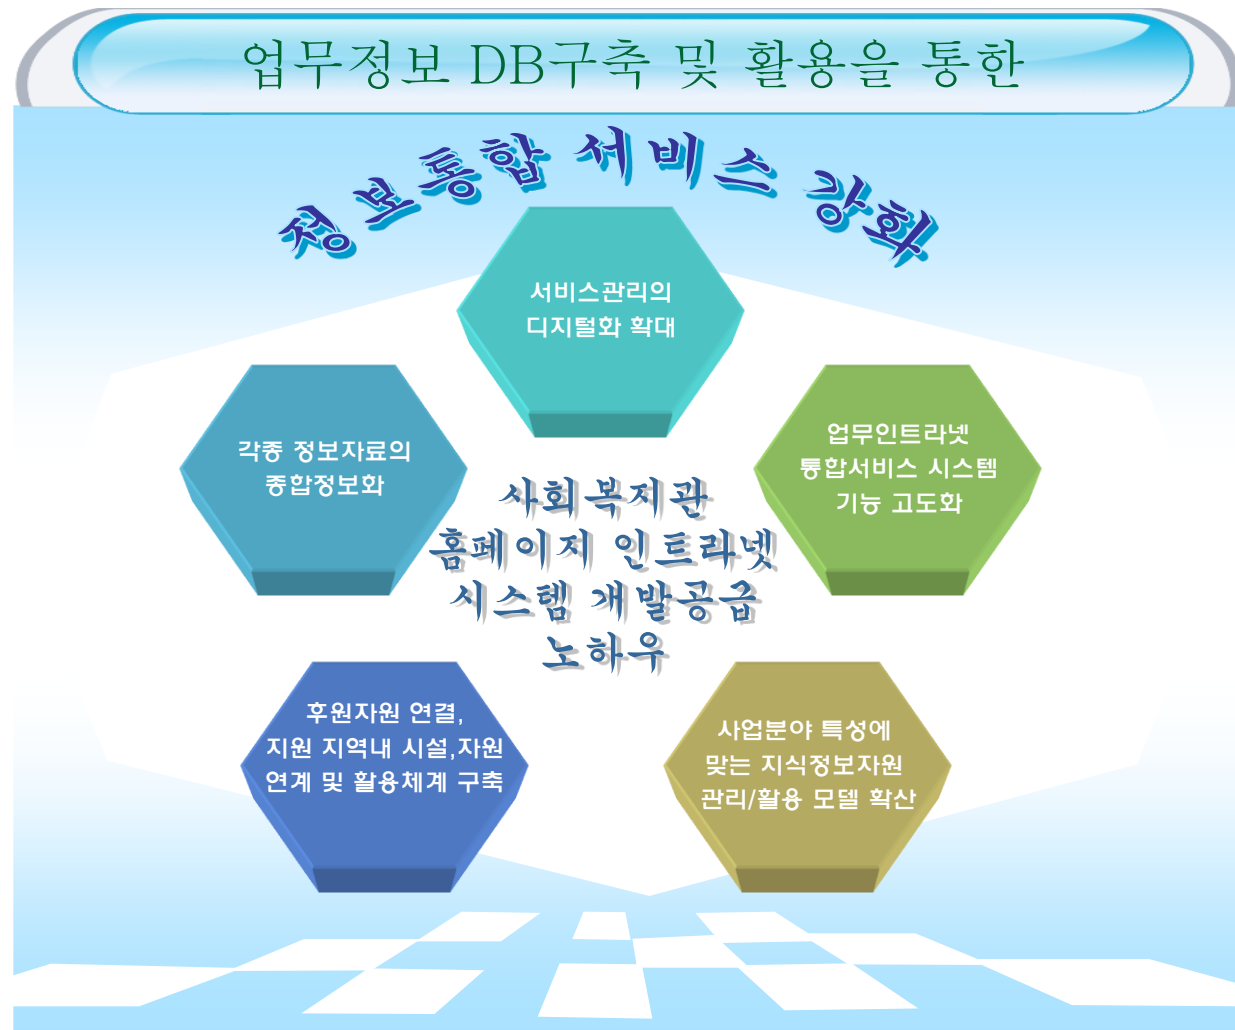 업무정보 DB구축 및 활용을 통한
정보통합 서비스 강화
서비스관리의
디지털화 확대
각종 정보자료의
종합정보화
업무인트라넷
통합서비스 시스템
기능 고도화
사회복지관
홈페이지 인트라넷
시스템 개발공급
노하우
후원자원 연결,
지원 지역내 시설,자원
연계 및 활용체계 구축
사업분야 특성에
맞는 지식정보자원
관리/활용 모델 확산